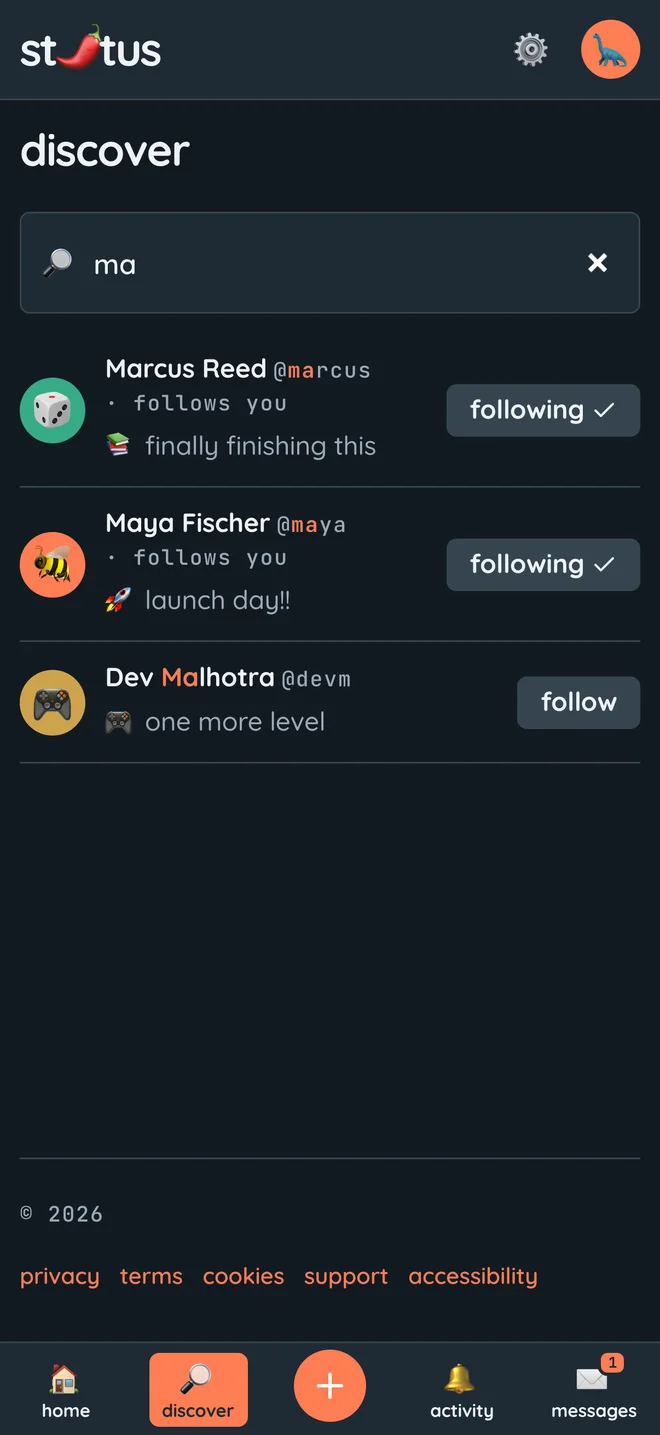 st🌶️tus
discover
ma
Marcus Reed @marcus
· follows you
finally finishing this
following ✓
Maya Fischer @maya
· follows you
launch day!!
following ✓
Dev Malhotra @devm
one more level
follow
© 2026
privacy terms cookies support accessibility
home
discover
activity
1
messages